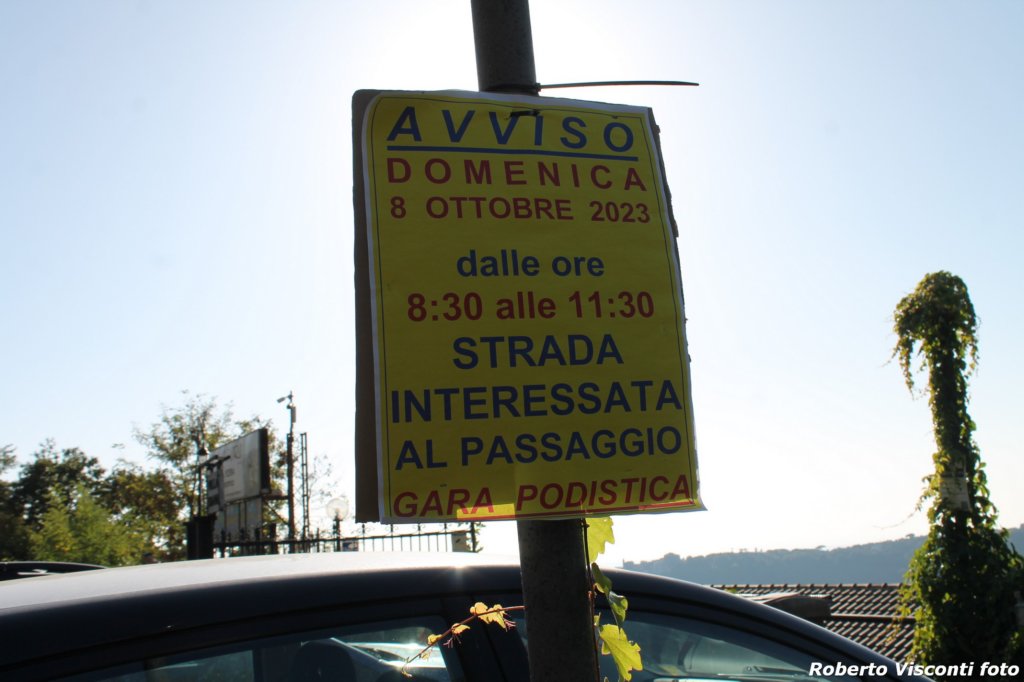 AVVISO
DOMENICA
8 OTTOBRE 2023
dalle ore
8:30 alle 11:30
STRADA
INTERESSATA
AL PASSAGGIO
GARA PODISTICA
Roberto Visconti foto